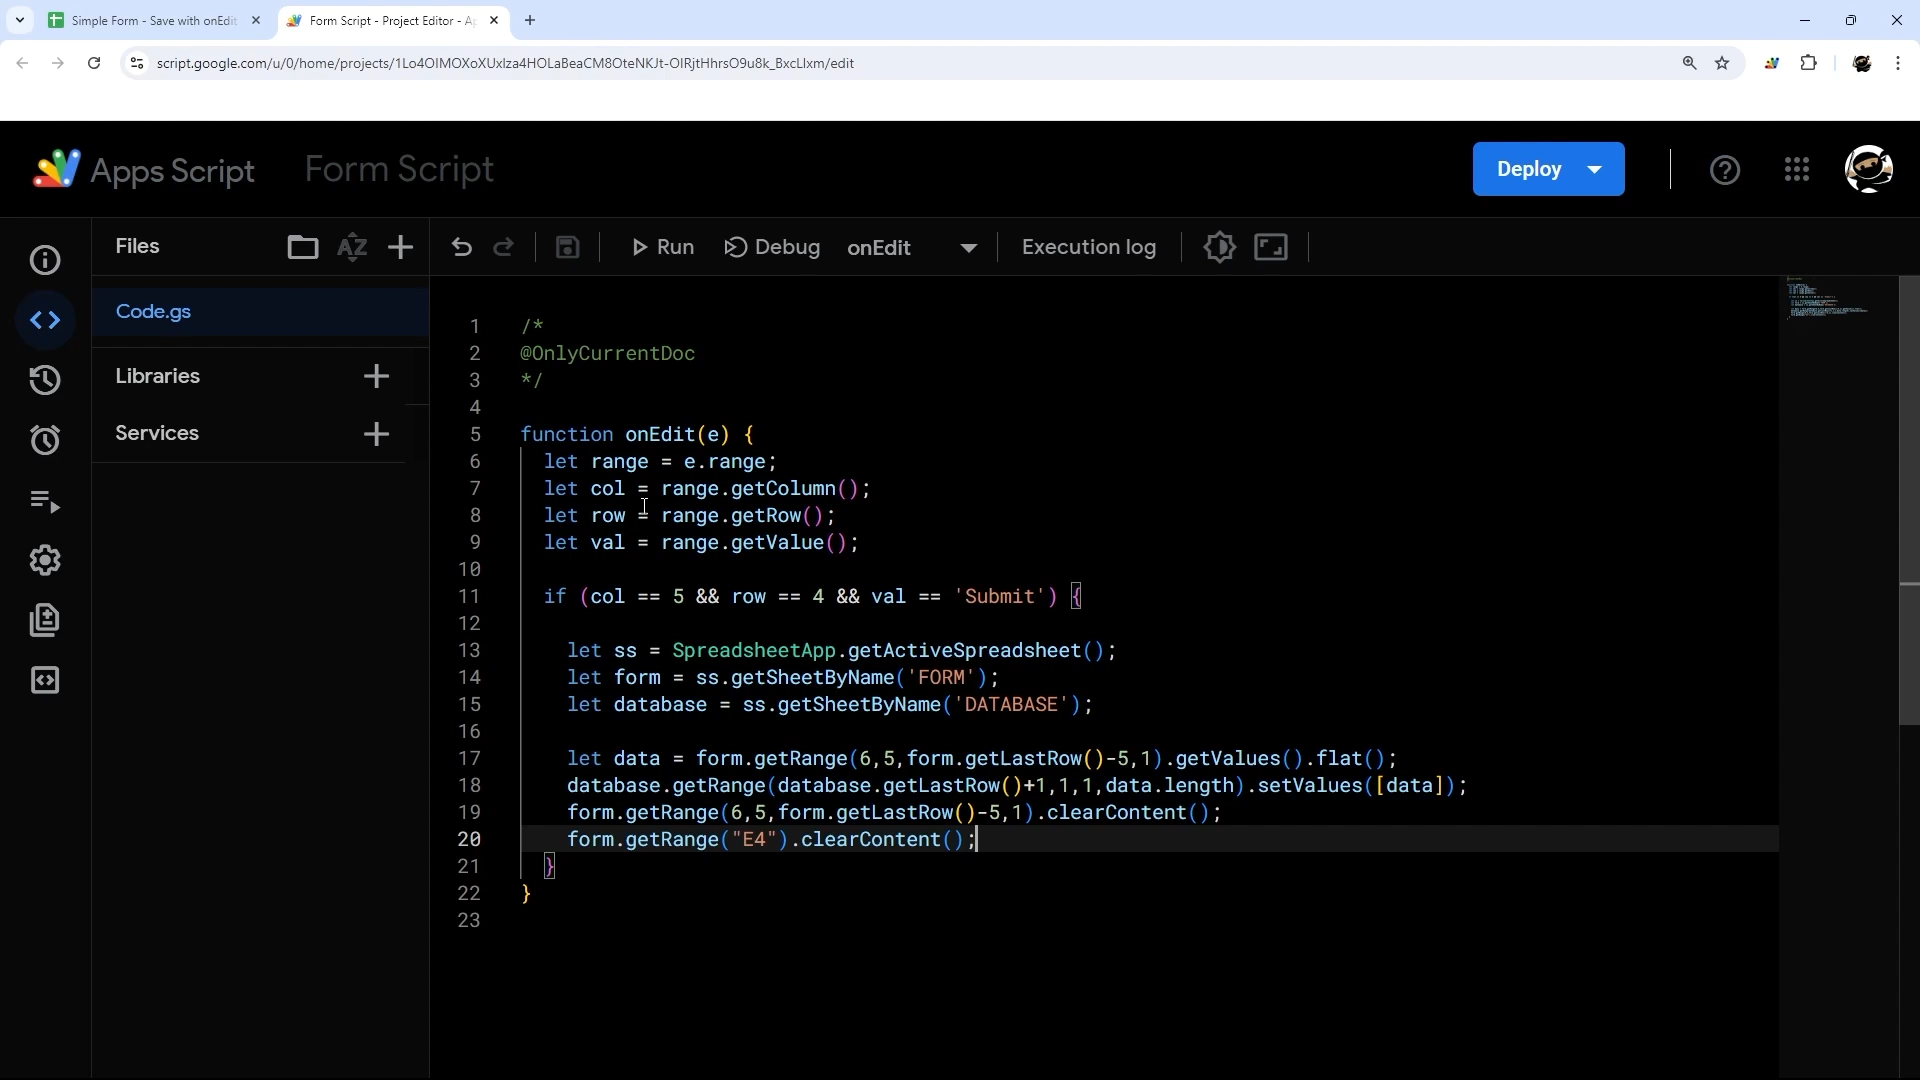 Simple Form - Save with onEdit
Form Script - Project Editor - Ap
script.google.com/u/0/home/projects/1Lo4OIMOXoXUxIza4HOLaBeaCM8OteNKJt-OIRjtHhrsO9u8k_BxcLIxm/edit
Apps Script
Form Script
Deploy
Files
Run
Debug
onEdit
Execution log
Code.gs
Libraries
Services
1 /*
2 @OnlyCurrentDoc
3 */
4
5 function onEdit(e) {
6 let range = e.range;
7 let col = range.getColumn();
8 let row = range.getRow();
9 let val = range.getValue();
10
11 if (col == 5 && row == 4 && val == 'Submit') {
12
13 let ss = SpreadsheetApp.getActiveSpreadsheet();
14 let form = ss.getSheetByName('FORM');
15 let database = ss.getSheetByName('DATABASE');
16
17 let data = form.getRange(6,5,form.getLastRow()-5,1).getValues().flat();
18 database.getRange(database.getLastRow()+1,1,1,data.length).setValues([data]);
19 form.getRange(6,5,form.getLastRow()-5,1).clearContent();
20 form.getRange("E4").clearContent();
21 }
22 }
23